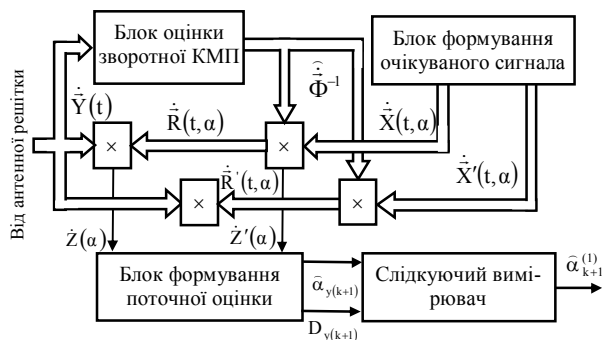 Блок оцінки
зворотної КМП
Блок формування
очікуваного сигнала
Φ̂⁻¹
Ẏ(t)
Ṙ(t,α)
Ẋ(t,α)
×
×
Від антенної решітки
Ṙ'(t,α)
Ẋ′(t,α)
×
×
Ż(α)
Ż′(α)
Блок формування
поточної оцінки
α̂ y(k+1)
D y(k+1)
Слідкуючий вимі-
рювач
α̂ (1) k+1